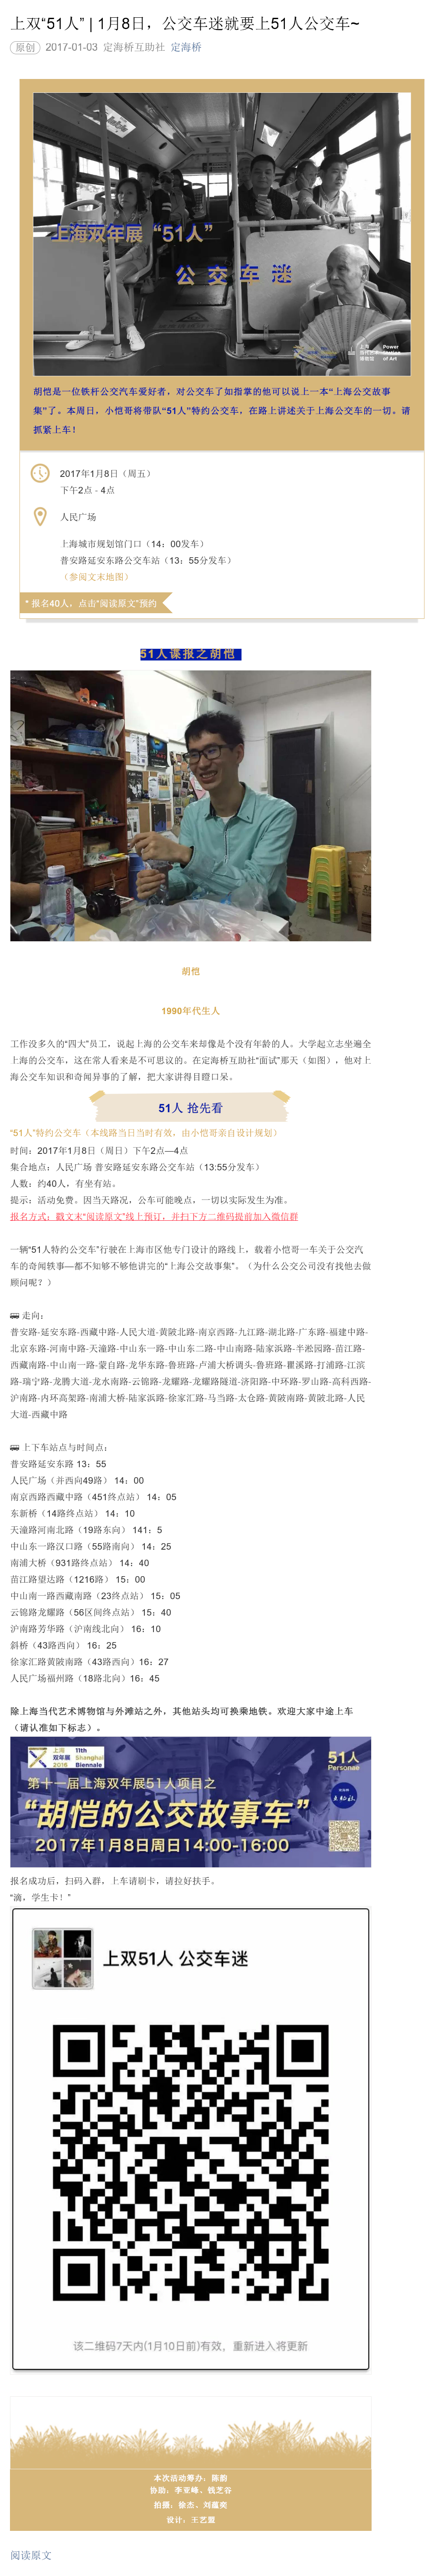 上双“51人” | 1月8日，公交车迷就要上51人公交车~
原创 2017-01-03 定海桥互助社 定海桥
上海双年展 “51人”
公 交 车 迷
上海
当代艺术
博物馆
Power
Station
of Art
胡恺是一位铁杆公交汽车爱好者，对公交车了如指掌的他可以说上一本“上海公交故事
集”了。本周日，小恺哥将带队“51人”特约公交车，在路上讲述关于上海公交车的一切。请
抓紧上车！
2017年1月8日（周五）
下午2点 - 4点
人民广场
上海城市规划馆门口（14：00发车）
普安路延安东路公交车站（13：55分发车）
（参阅文末地图）
* 报名40人，点击“阅读原文”预约
51人谍报之胡恺
胡恺
1990年代生人
工作没多久的“四大”员工，说起上海的公交车来却像是个没有年龄的人。大学起立志坐遍全
上海的公交车，这在常人看来是不可思议的。在定海桥互助社“面试”那天（如图），他对上
海公交车知识和奇闻异事的了解，把大家讲得目瞪口呆。
51人 抢先看
“51人”特约公交车（本线路当日当时有效，由小恺哥亲自设计规划）
时间：2017年1月8日（周日）下午2点—4点
集合地点：人民广场 普安路延安东路公交车站（13:55分发车）
人数：约40人，有坐有站。
提示：活动免费。因当天路况，公车可能晚点，一切以实际发生为准。
报名方式：戳文末“阅读原文”线上预订，并扫下方二维码提前加入微信群
一辆“51人特约公交车”行驶在上海市区他专门设计的路线上，载着小恺哥一车关于公交汽
车的奇闻轶事—都不知够不够他讲完的“上海公交故事集”。（为什么公交公司没有找他去做
顾问呢？）
🚌 走向：
普安路-延安东路-西藏中路-人民大道-黄陂北路-南京西路-九江路-湖北路-广东路-福建中路-
北京东路-河南中路-天潼路-中山东一路-中山东二路-中山南路-陆家浜路-半淞园路-苗江路-
西藏南路-中山南一路-蒙自路-龙华东路-鲁班路-卢浦大桥调头-鲁班路-瞿溪路-打浦路-江滨
路-瑞宁路-龙腾大道-龙水南路-云锦路-龙耀路-龙耀路隧道-济阳路-中环路-罗山路-高科西路-
沪南路-内环高架路-南浦大桥-陆家浜路-徐家汇路-马当路-太仓路-黄陂南路-黄陂北路-人民
大道-西藏中路
🚌 上下车站点与时间点：
普安路延安东路 13：55
人民广场（并西向49路） 14：00
南京西路西藏中路（451终点站） 14：05
东新桥（14路终点站） 14：10
天潼路河南北路（19路东向） 141：5
中山东一路汉口路（55路南向） 14：25
南浦大桥（931路终点站） 14：40
苗江路望达路（1216路） 15：00
中山南一路西藏南路（23终点站） 15：05
云锦路龙耀路（56区间终点站） 15：40
沪南路芳华路（沪南线北向） 16：10
斜桥（43路西向） 16：25
徐家汇路黄陂南路（43路西向）16：27
人民广场福州路（18路北向）16：45
除上海当代艺术博物馆与外滩站之外，其他站头均可换乘地铁。欢迎大家中途上车
（请认准如下标志）。
上海
双年展
2016
11th
Shanghai
Biennale
51人
Personae
第十一届上海双年展51人项目之
“胡恺的公交故事车”
2017年1月8日周日14:00-16:00
报名成功后，扫码入群，上车请刷卡，请拉好扶手。
“滴，学生卡！”
上双51人 公交车迷
该二维码7天内(1月10日前)有效，重新进入将更新
本次活动筹办：陈韵
协助：李亚峰、钱芝谷
拍摄：徐杰、刘蕴奕
设计：王艺颖
阅读原文